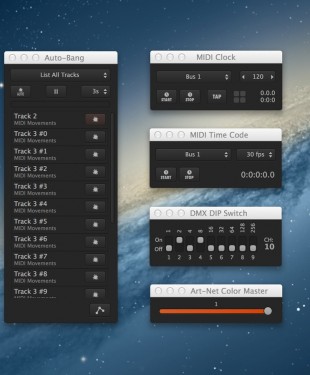 Auto-Bang
List All Tracks
3s
Track 2
MIDI Movements
Track 3 #0
MIDI Movements
Track 3 #1
MIDI Movements
Track 3 #2
MIDI Movements
Track 3 #3
MIDI Movements
Track 3 #4
MIDI Movements
Track 3 #5
MIDI Movements
Track 3 #6
MIDI Movements
Track 3 #7
MIDI Movements
Track 3 #8
MIDI Movements
Track 3 #9
MIDI Clock
Bus 1
120
START
STOP
TAP
0.0.0
0:0:0
MIDI Time Code
Bus 1
30 fps
START
STOP
0:0:0:0.0
DMX DIP Switch
1 2 4 8 16 32 64 128 256
On
Off
CH:
10
1 2 3 4 5 6 7 8 9
Art-Net Color Master
1